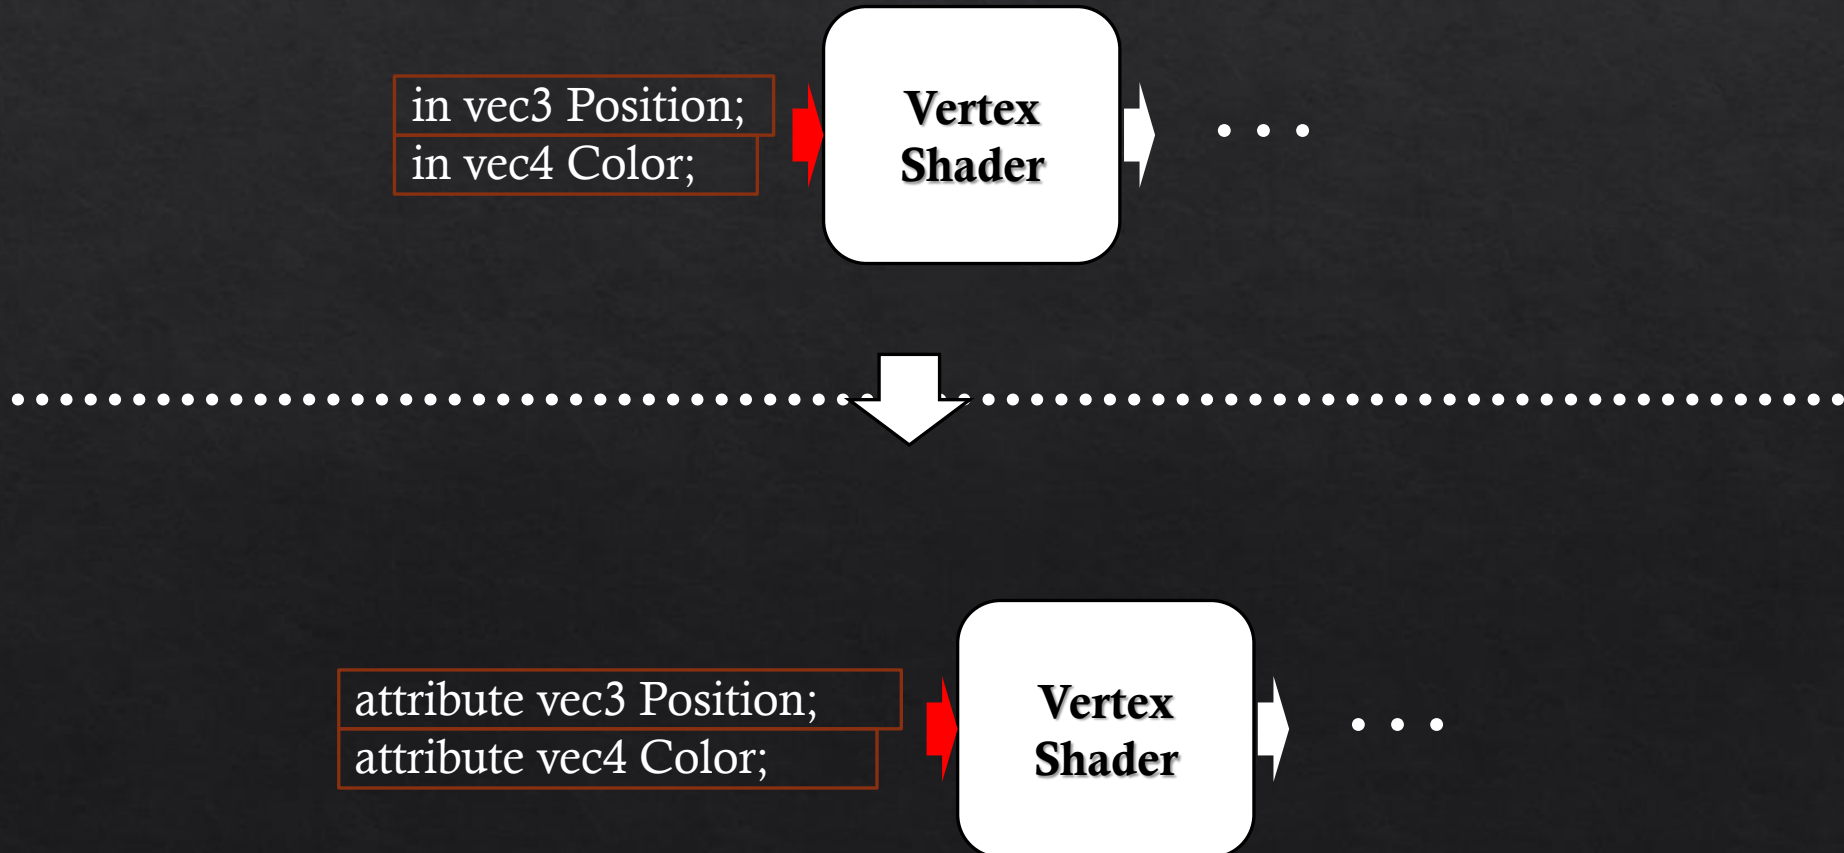 in vec3 Position;
in vec4 Color;
Vertex
Shader
. . .
attribute vec3 Position;
attribute vec4 Color;
Vertex
Shader
. . .